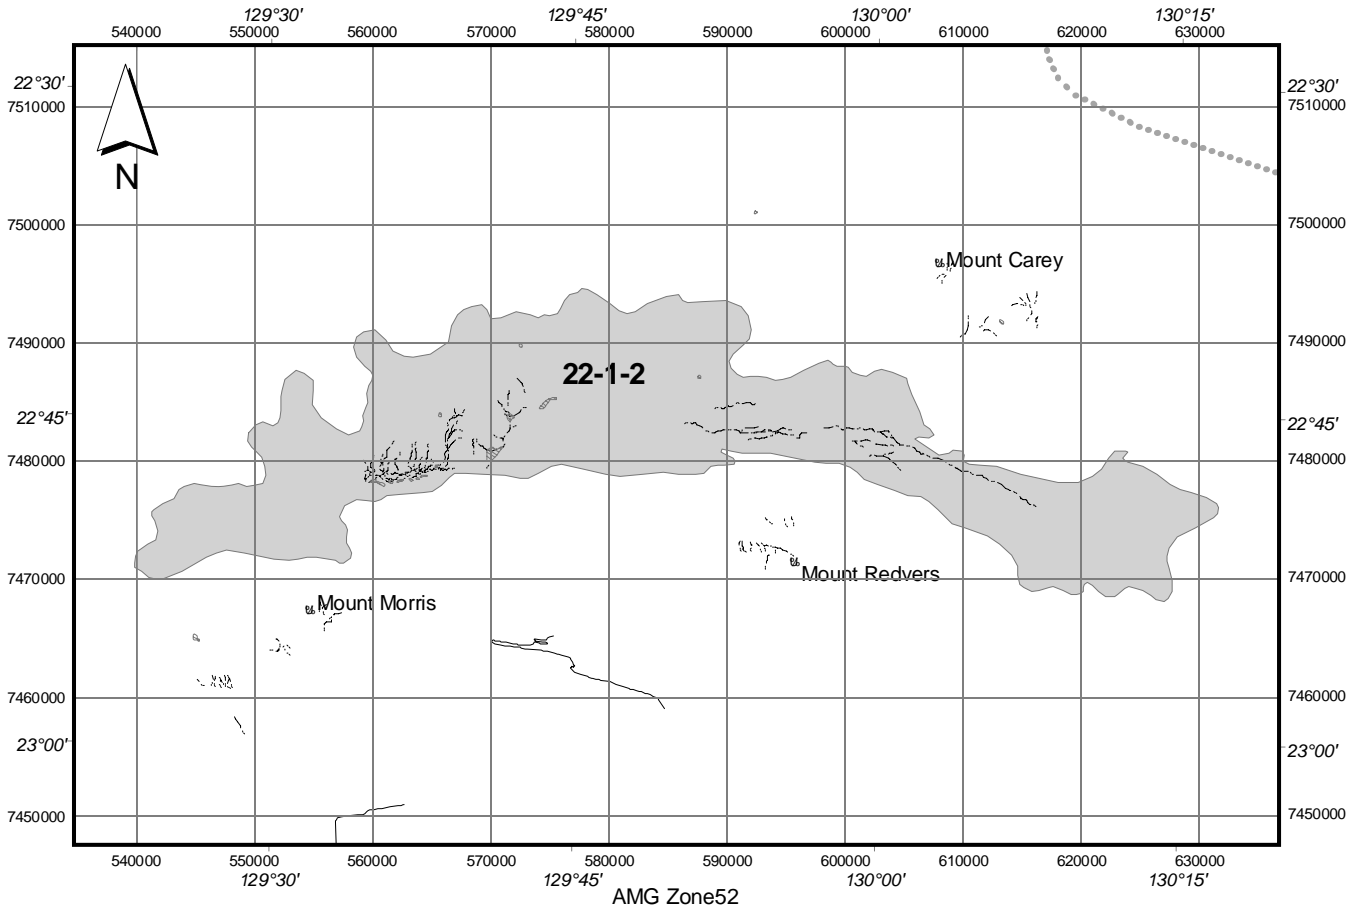 129°30' 129°45' 130°00' 130°15'
540000 550000 560000 570000 580000 590000 600000 610000 620000 630000
22°30' 22°30'
7510000 7510000
N
7500000 7500000
Mount Carey
7490000 7490000
22-1-2
22°45' 22°45'
7480000 7480000
Mount Redvers
7470000 7470000
Mount Morris
7460000 7460000
23°00' 23°00'
7450000 7450000
540000 550000 560000 570000 580000 590000 600000 610000 620000 630000
129°30' 129°45' 130°00' 130°15'
AMG Zone52